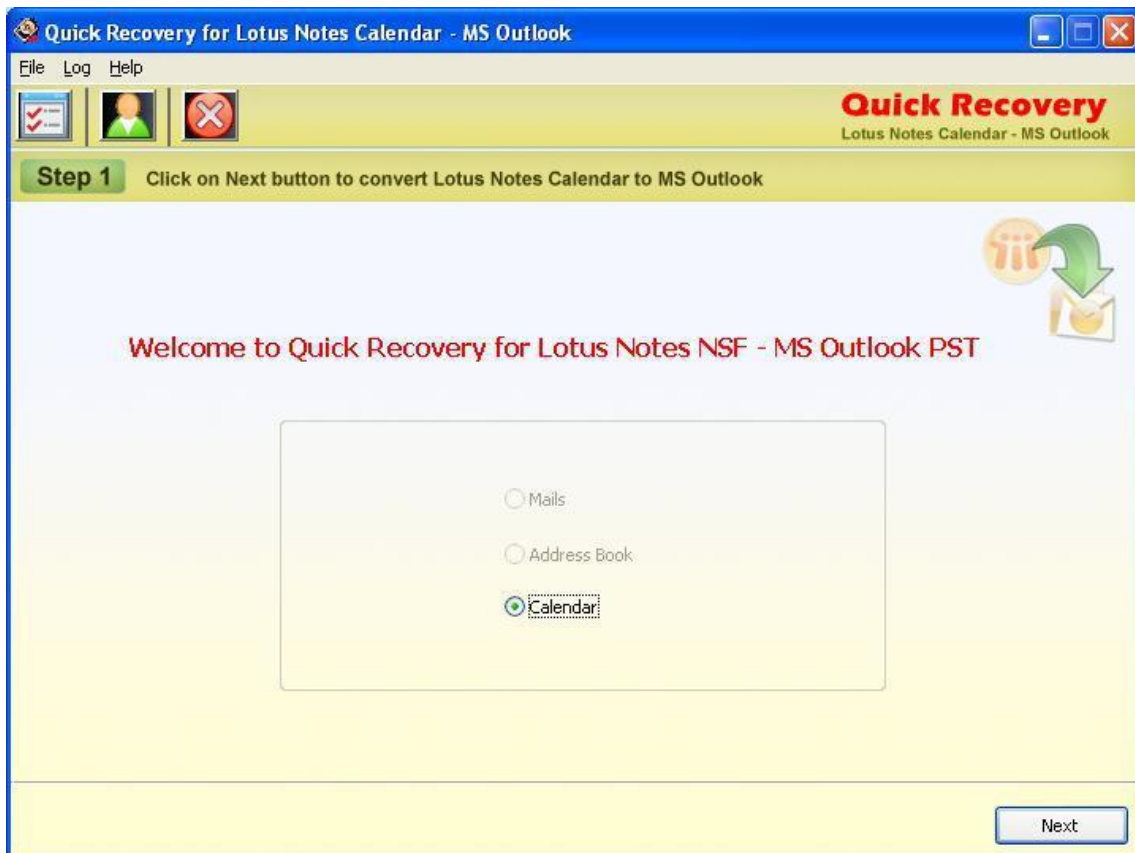 Quick Recovery for Lotus Notes Calendar - MS Outlook
File Log Help
Quick Recovery
Lotus Notes Calendar - MS Outlook
Step 1 Click on Next button to convert Lotus Notes Calendar to MS Outlook
Welcome to Quick Recovery for Lotus Notes NSF - MS Outlook PST
Mails
Address Book
Calendar
Next